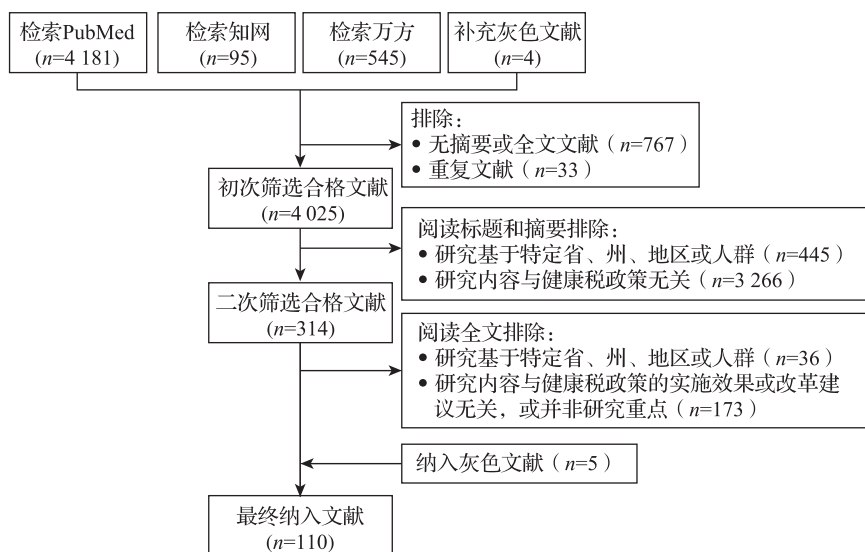 检索PubMed
(n=4 181)
检索知网
(n=95)
检索万方
(n=545)
补充灰色文献
(n=4)
排除：
• 无摘要或全文文献（n=767）
• 重复文献（n=33）
初次筛选合格文献
(n=4 025)
阅读标题和摘要排除：
• 研究基于特定省、州、地区或人群（n=445）
• 研究内容与健康税政策无关（n=3 266）
二次筛选合格文献
(n=314)
阅读全文排除：
• 研究基于特定省、州、地区或人群（n=36）
• 研究内容与健康税政策的实施效果或改革建
议无关，或并非研究重点（n=173）
纳入灰色文献（n=5）
最终纳入文献
(n=110)